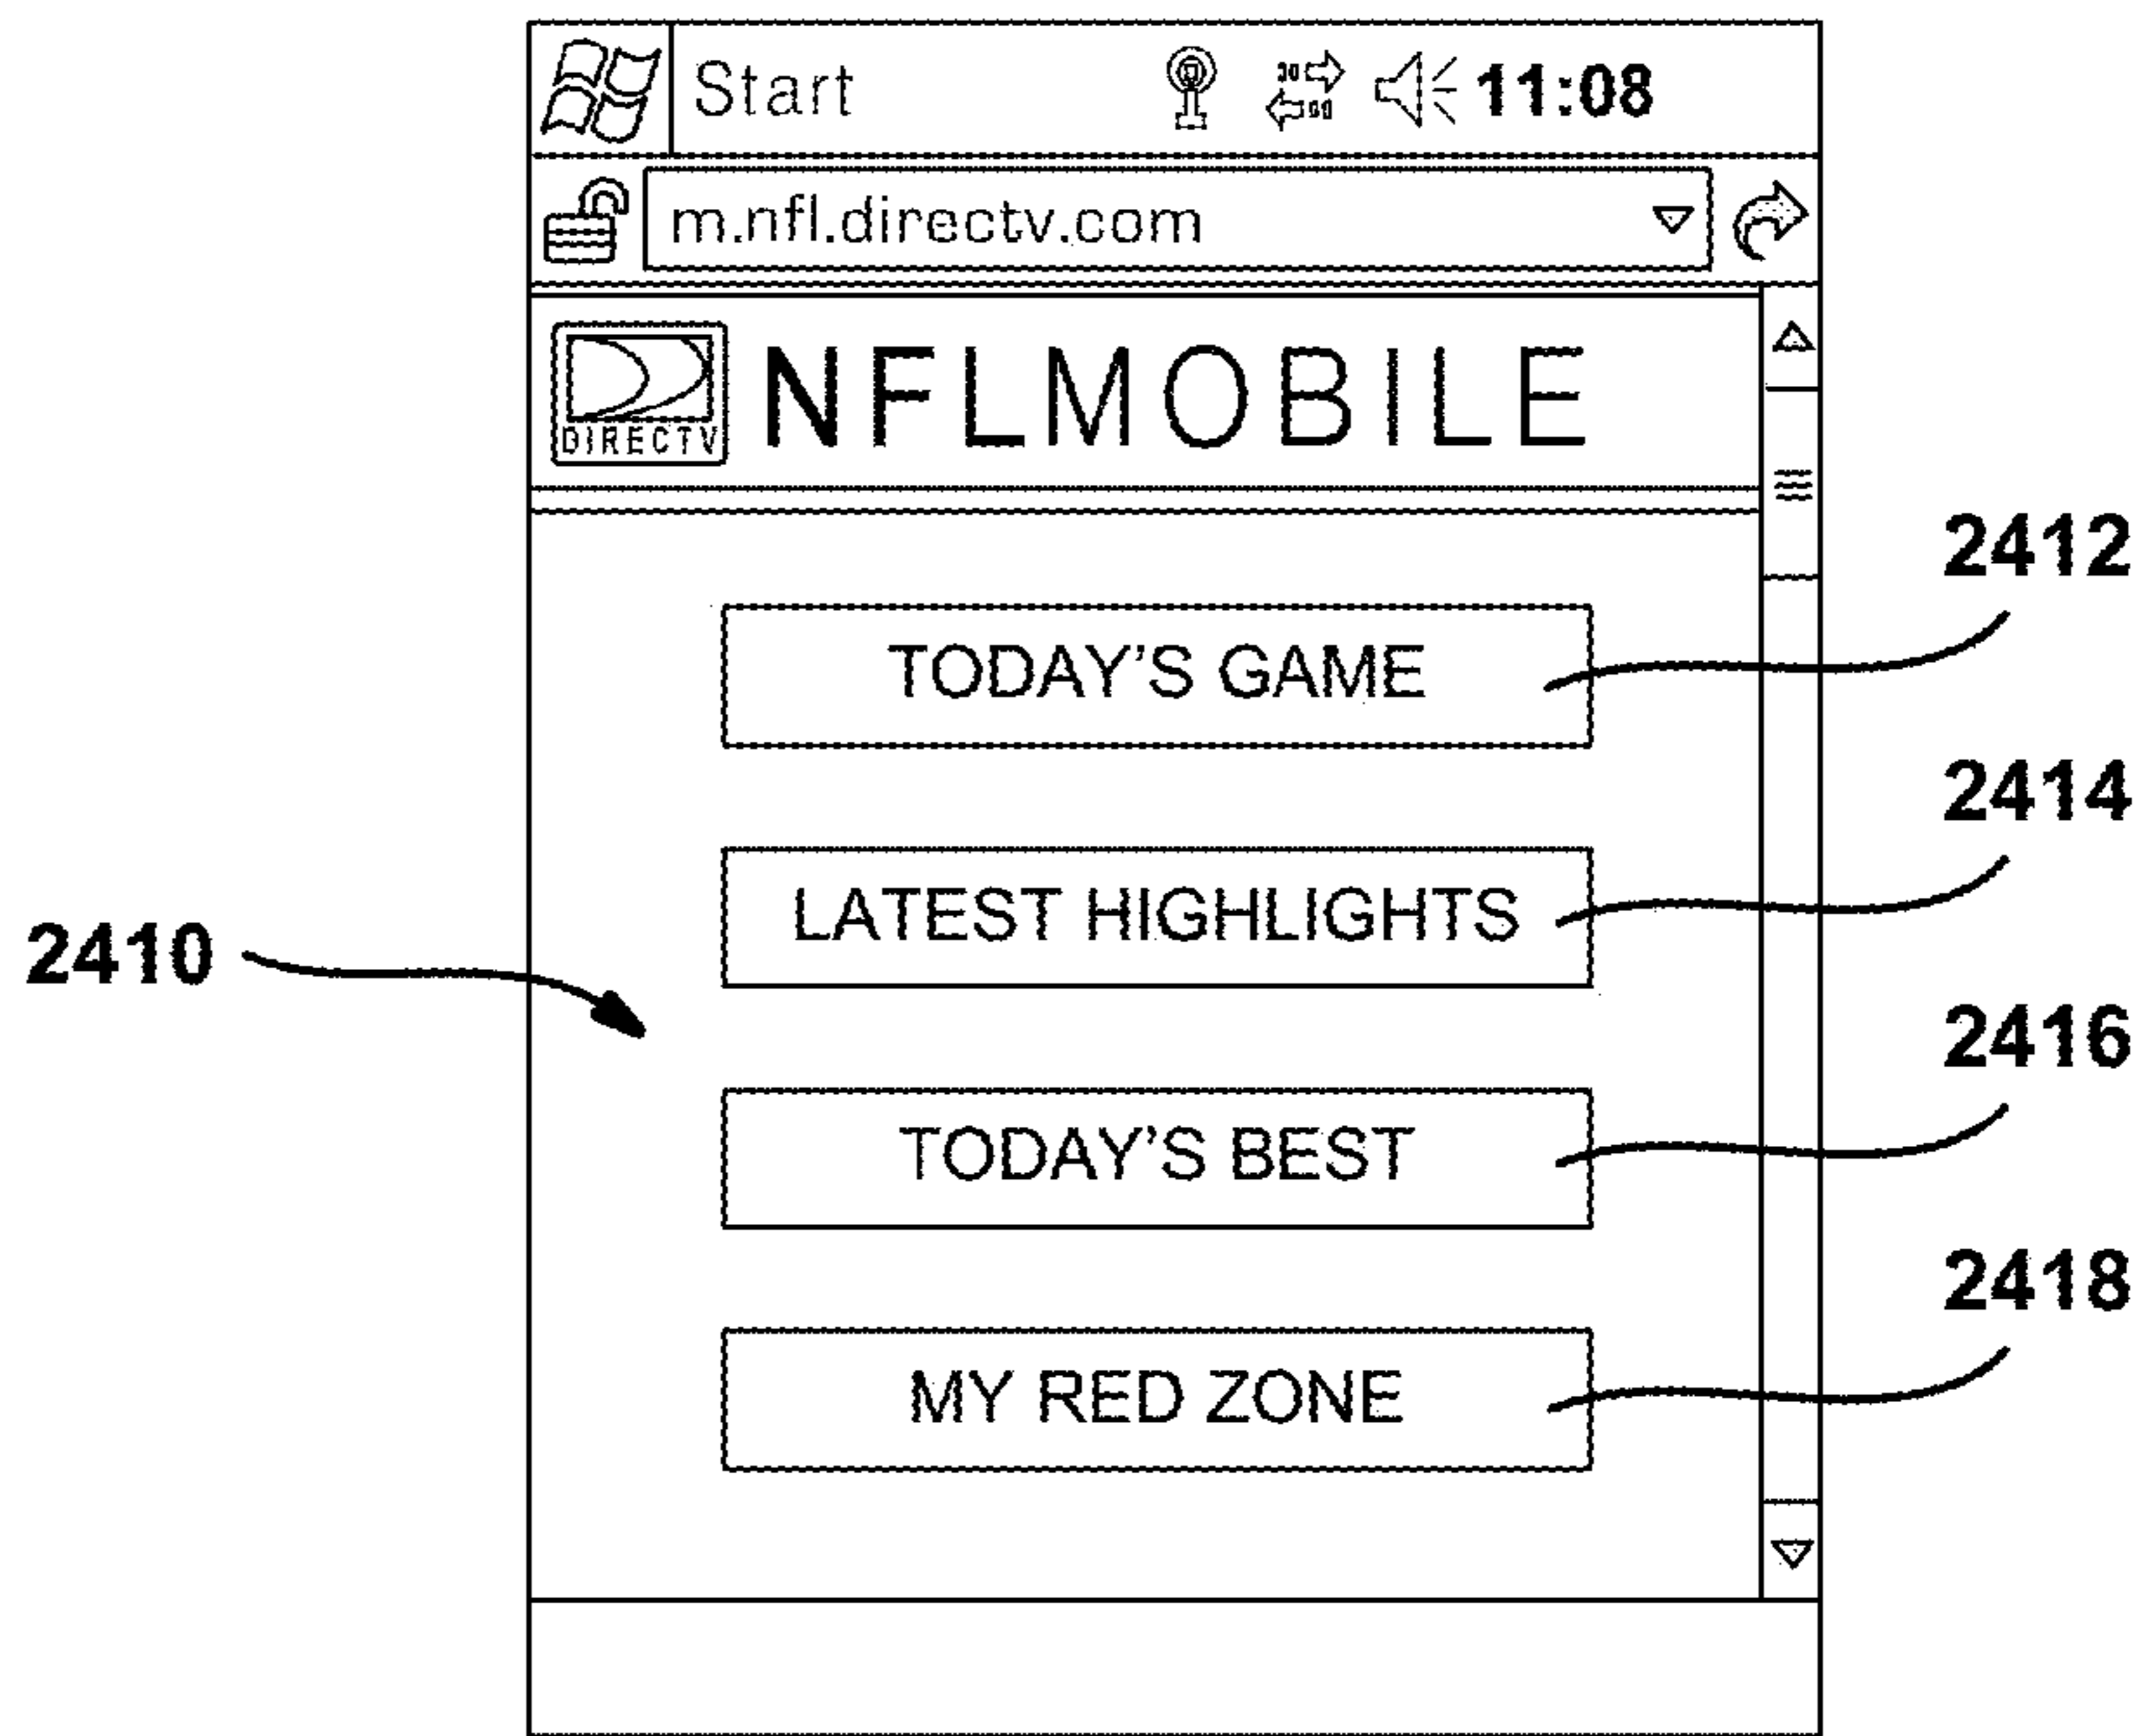 Start 11:08
m.nfl.directv.com
DIRECTV NFLMOBILE
2412
TODAY'S GAME
2414
LATEST HIGHLIGHTS
2410
2416
TODAY'S BEST
2418
MY RED ZONE